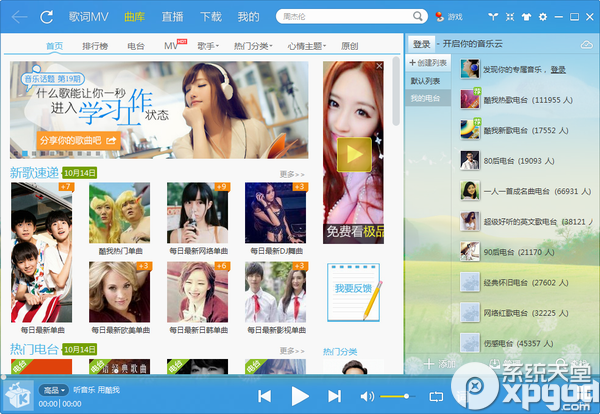 歌词MV 曲库 直播 下载 我的
周杰伦
游戏
首页 排行榜 电台 MV HOT 歌手 热门分类 心情主题 原创
音乐话题 第19期
什么歌能让你一秒
进入 学习工作 状态
分享你的歌曲吧
免费看极品
新歌速递 10月14日 更多>>
+7
每日最新单曲
酷我热门单曲
+9
每日最新网络单曲
+3
每日最新DJ舞曲
+3
每日最新欧美单曲
+6
每日最新日韩单曲
+3
每日最新影视单曲
我要反馈
热门电台 10月14日 更多>>
电台
电台
热门分类
登录 - 开启你的音乐云
+ 创建列表
默认列表
我的电台
发现你的专属音乐，登录
荐
酷我热歌电台 (111955 人)
荐
酷我新歌电台 (17552 人)
80后电台 (19093 人)
一人一首成名曲电台 (66931 人)
超级好听的英文歌电台 (38121 人)
90后电台 (21170 人)
经典怀旧电台 (27602 人)
网络红歌电台 (32225 人)
伤感电台 (45357 人)
+ 添加
高品 听音乐 用酷我
00:00 | 00:00
系统天堂
xpgod
.com